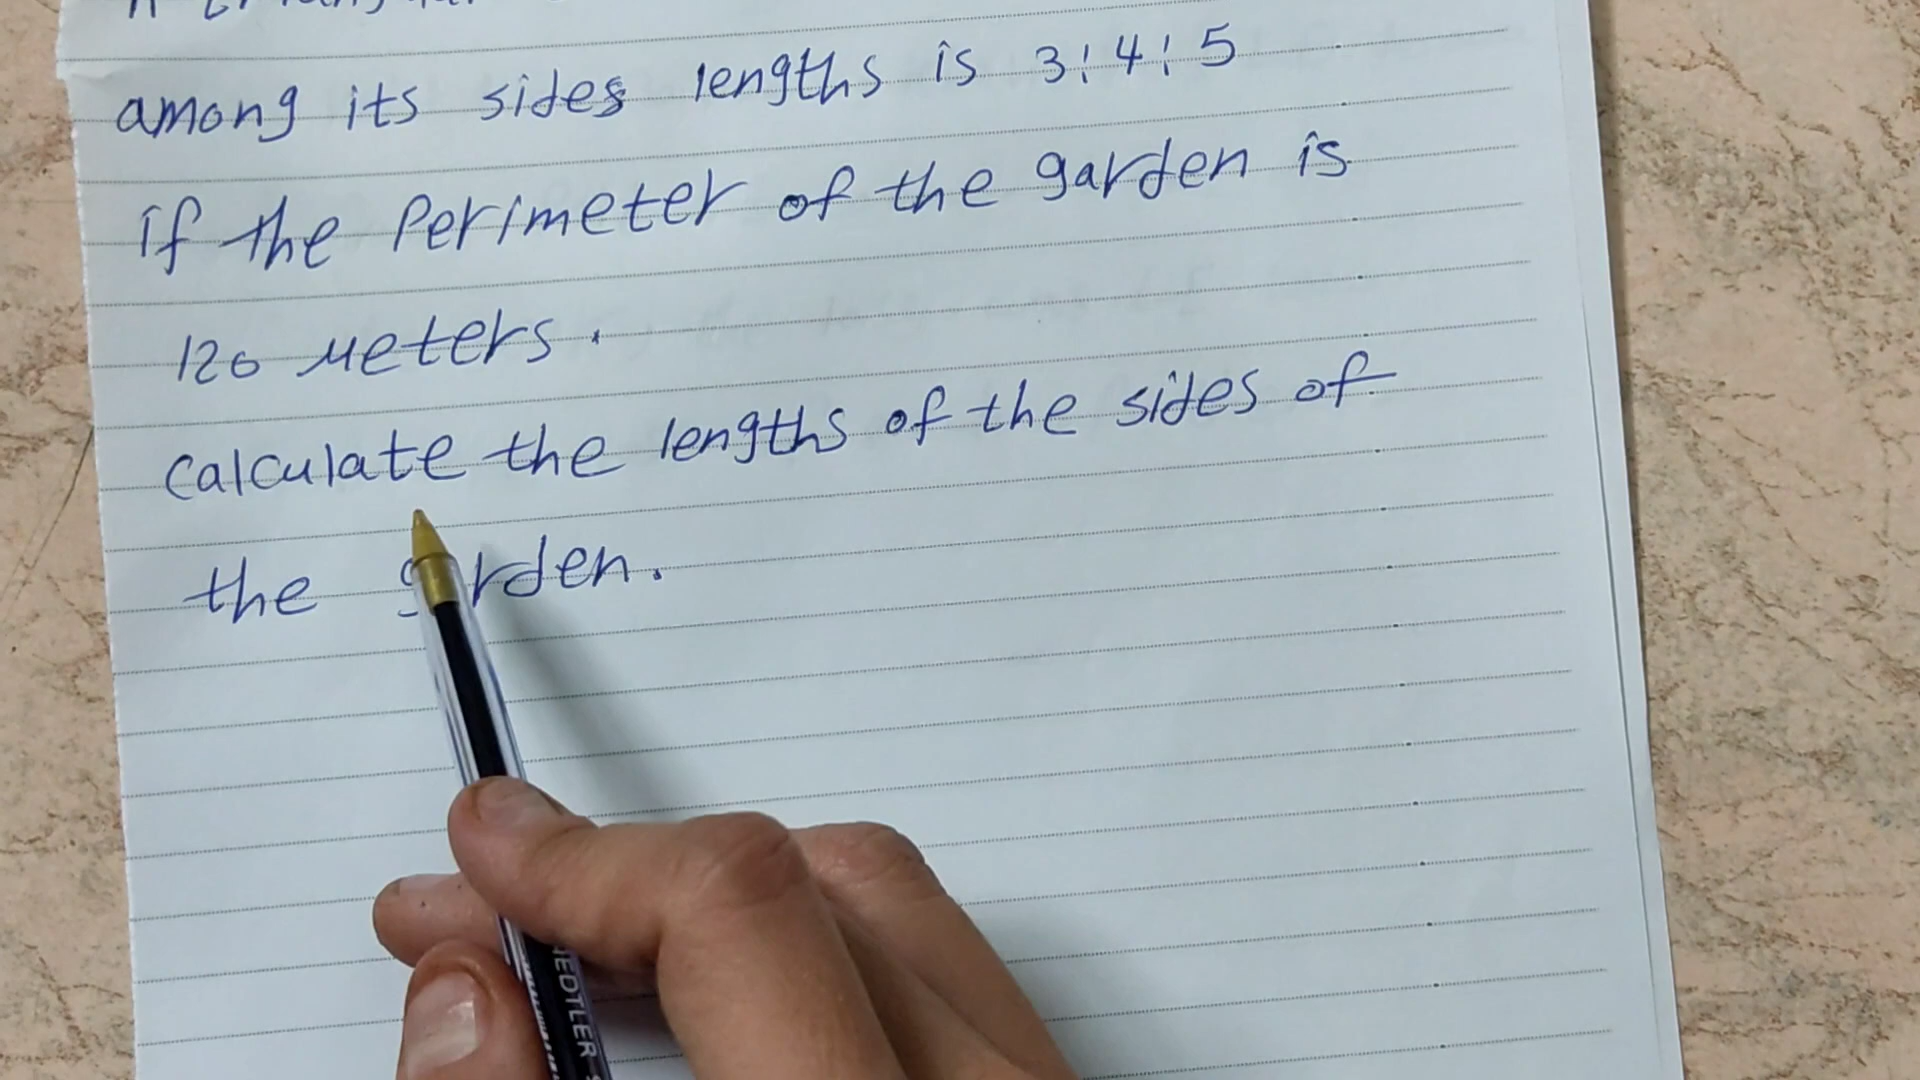 among its sides lengths is 3:4:5
if the Perimeter of the garden is
120 meters.
calculate the lengths of the sides of
the garden.